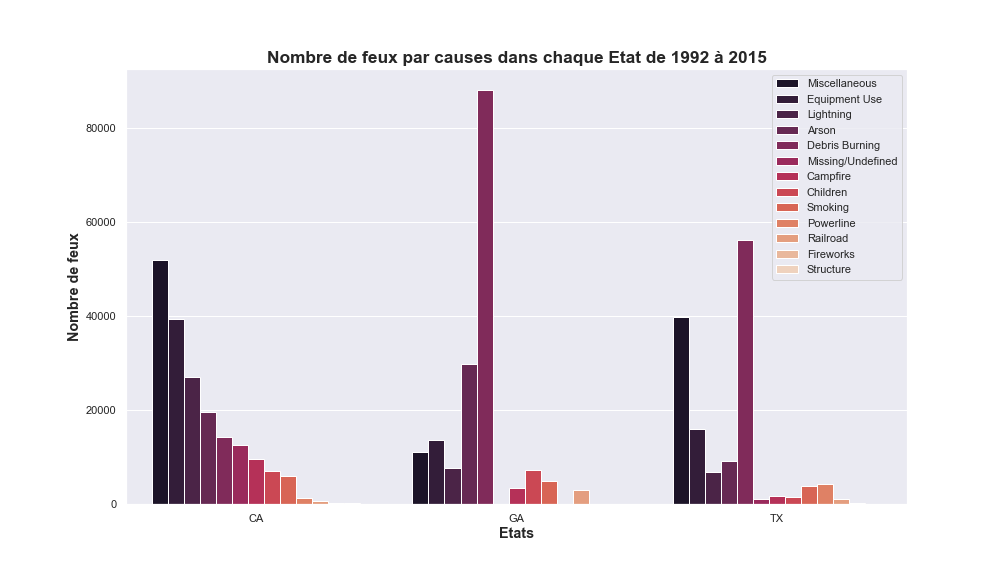 Nombre de feux par causes dans chaque Etat de 1992 à 2015
Miscellaneous
Equipment Use
Lightning
Arson
Debris Burning
Missing/Undefined
Campfire
Children
Smoking
Powerline
Railroad
Fireworks
Structure
Nombre de feux
80000
60000
40000
20000
0
CA
GA
TX
Etats